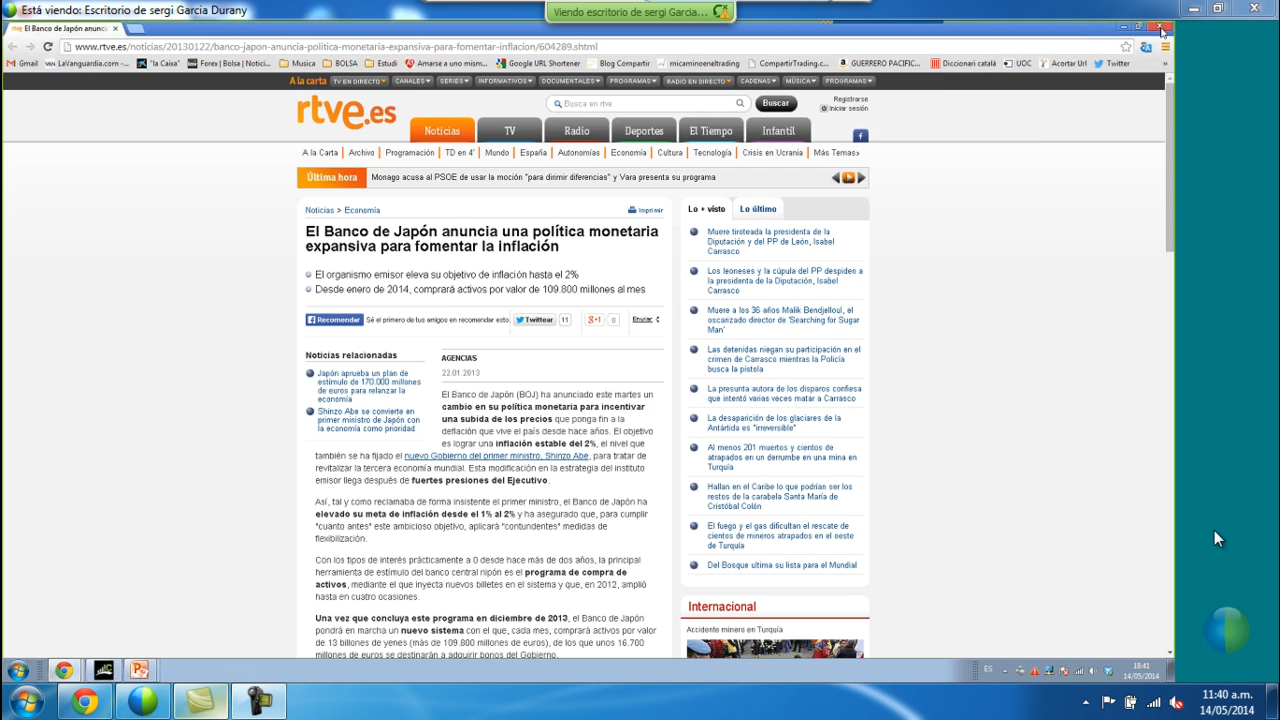 Está viendo: Escritorio de sergi Garcia Durany
Viendo escritorio de sergi Garcia...
rtve El Banco de Japón anunci
www.rtve.es/noticias/20130122/banco-japon-anuncia-politica-monetaria-expansiva-para-fomentar-inflacion/604289.shtml
Gmail LaVanguardia.com -... "la Caixa" Forex | Bolsa | Notici... Musica BOLSA Estudi Amarse a uno mism... Google URL Shortener Blog Compartir micaminoeneltrading CompartirTrading.c... GUERRERO PACIFIC... Diccionari català UOC Acortar Url Twitter »
A la carta TV EN DIRECTO CANALES SERIES INFORMATIVOS DOCUMENTALES PROGRAMAS RADIO EN DIRECTO CADENAS MÚSICA PROGRAMAS
rtve.es
Busca en rtve Buscar
Registrarse
Iniciar sesión
Noticias TV Radio Deportes El Tiempo Infantil
A la Carta Archivo Programación TD en 4' Mundo España Autonomías Economía Cultura Tecnología Crisis en Ucrania Más Temas»
Última hora Monago acusa al PSOE de usar la moción "para dirimir diferencias" y Vara presenta su programa
Noticias > Economía
Imprimir
El Banco de Japón anuncia una política monetaria
expansiva para fomentar la inflación
El organismo emisor eleva su objetivo de inflación hasta el 2%
Desde enero de 2014, comprará activos por valor de 109.800 millones al mes
Recomendar Sé el primero de tus amigos en recomendar esto. Twittear 11 g+1 0 Enviar
Noticias relacionadas
Japón aprueba un plan de
estímulo de 170.000 millones
de euros para relanzar la
economía
Shinzo Abe se convierte en
primer ministro de Japón con
la economía como prioridad
AGENCIAS
22.01.2013
El Banco de Japón (BOJ) ha anunciado este martes un
cambio en su política monetaria para incentivar
una subida de los precios que ponga fin a la
deflación que vive el país desde hace años. El objetivo
es lograr una inflación estable del 2%, el nivel que
también se ha fijado el nuevo Gobierno del primer ministro, Shinzo Abe, para tratar de
revitalizar la tercera economía mundial. Esta modificación en la estrategia del instituto
emisor llega después de fuertes presiones del Ejecutivo.
Así, tal y como reclamaba de forma insistente el primer ministro, el Banco de Japón ha
elevado su meta de inflación desde el 1% al 2% y ha asegurado que, para cumplir
"cuanto antes" este ambicioso objetivo, aplicará "contundentes" medidas de
flexibilización.
Con los tipos de interés prácticamente a 0 desde hace más de dos años, la principal
herramienta de estímulo del banco central nipón es el programa de compra de
activos, mediante el que inyecta nuevos billetes en el sistema y que, en 2012, amplió
hasta en cuatro ocasiones.
Una vez que concluya este programa en diciembre de 2013, el Banco de Japón
pondrá en marcha un nuevo sistema con el que, cada mes, comprará activos por valor
de 13 billones de yenes (más de 109.800 millones de euros), de los que unos 16.700
millones de euros se destinarán a adquirir bonos del Gobierno.
Lo + visto Lo último
Muere tiroteada la presidenta de la
Diputación y del PP de León, Isabel
Carrasco
Los leoneses y la cúpula del PP despiden a
la presidenta de la Diputación, Isabel
Carrasco
Muere a los 36 años Malik Bendjelloul, el
oscarizado director de 'Searching for Sugar
Man'
Las detenidas niegan su participación en el
crimen de Carrasco mientras la Policía
busca la pistola
La presunta autora de los disparos confiesa
que intentó varias veces matar a Carrasco
La desaparición de los glaciares de la
Antártida es "irreversible"
Al menos 201 muertos y cientos de
atrapados en un derrumbe en una mina en
Turquía
Hallan en el Caribe lo que podrían ser los
restos de la carabela Santa María de
Cristóbal Colón
El fuego y el gas dificultan el rescate de
cientos de mineros atrapados en el oeste
de Turquía
Del Bosque ultima su lista para el Mundial
Internacional
Accidente minero en Turquía
ES
18:41
14/05/2014
11:40 a.m.
14/05/2014